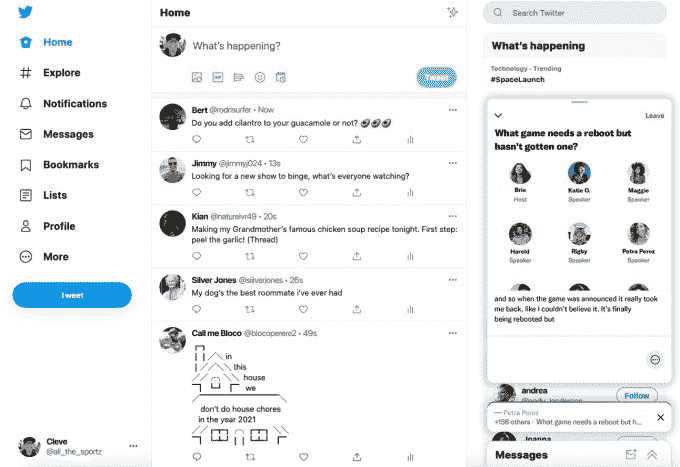 Home
Explore
Notifications
Messages
Bookmarks
Lists
Profile
More
Tweet
Cleve
@all_the_sportz
Home
What's happening?
GIF
Bert @rodrisurfer · Now
Do you add cilantro to your guacamole or not? 🥑🥑🥑
Jimmy @jimmyj024 · 13s
Looking for a new show to binge, what's everyone watching?
Kian @naturelvr49 · 20s
Making my Grandmother's famous chicken soup recipe tonight. First step:
peel the garlic! (Thread)
Silver Jones @silverjones · 26s
My dog's the best roommate i've ever had
Call me Bloco @blocoperere2 · 49s
in
this
house
we
don't do house chores
in the year 2021
Search Twitter
What's happening
Technology · Trending
#SpaceLaunch
Leave
What game needs a reboot but
hasn't gotten one?
Brie
Host
Katie O.
Speaker
Maggie
Speaker
Harold
Speaker
Rigby
Speaker
Petra Perez
Speaker
and so when the game was announced it really took
me back, like I couldn't believe it. It's finally
being rebooted but
andrea
Follow
Petra Perez
+156 others · What game needs a reboot but h...
Joanna
Messages